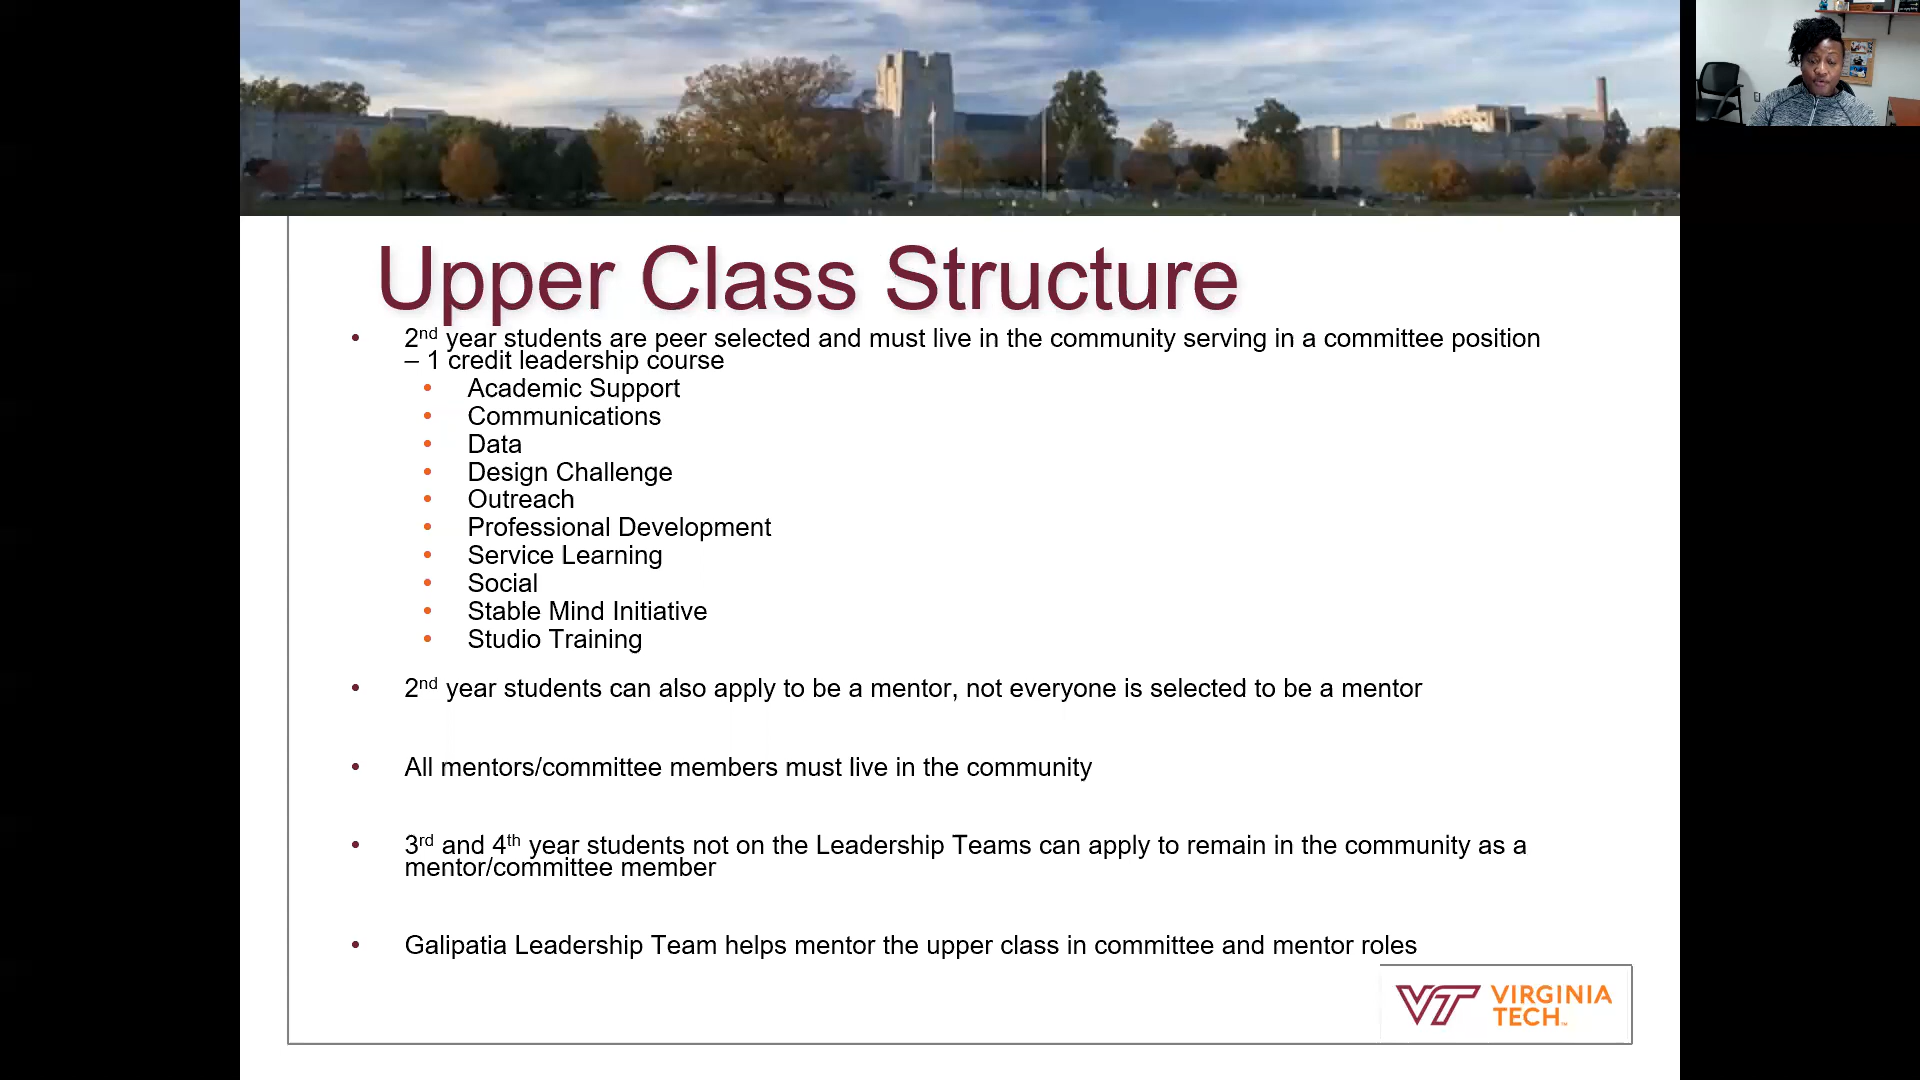 Upper Class Structure
• 2nd year students are peer selected and must live in the community serving in a committee position
– 1 credit leadership course
• Academic Support
• Communications
• Data
• Design Challenge
• Outreach
• Professional Development
• Service Learning
• Social
• Stable Mind Initiative
• Studio Training
• 2nd year students can also apply to be a mentor, not everyone is selected to be a mentor
• All mentors/committee members must live in the community
• 3rd and 4th year students not on the Leadership Teams can apply to remain in the community as a
mentor/committee member
• Galipatia Leadership Team helps mentor the upper class in committee and mentor roles
VT VIRGINIA
TECH™